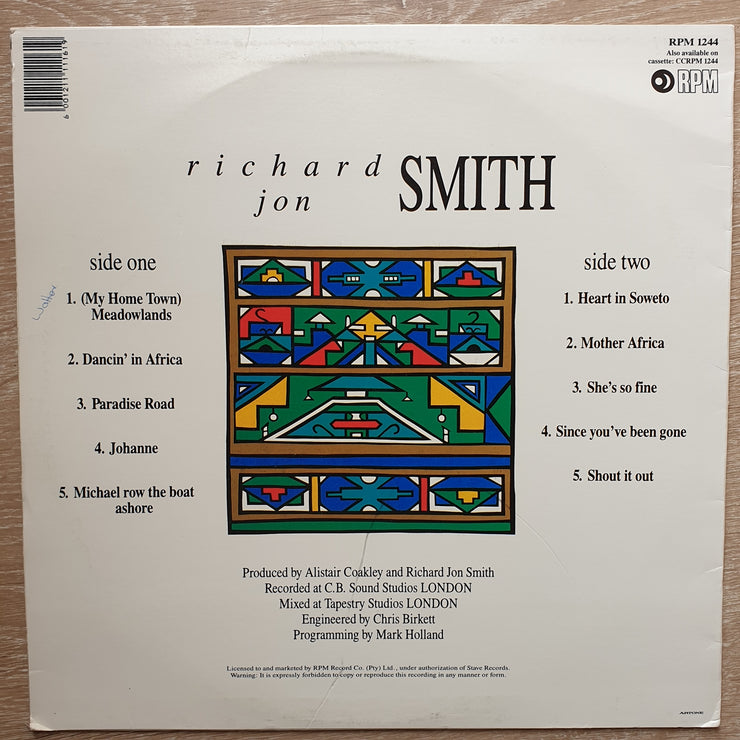 6 001211 111619
RPM 1244
Also available on
cassette: CCRPM 1244
RPM
richard
jon
SMITH
side one
Walter
1. (My Home Town)
Meadowlands
2. Dancin' in Africa
3. Paradise Road
4. Johanne
5. Michael row the boat
ashore
side two
1. Heart in Soweto
2. Mother Africa
3. She's so fine
4. Since you've been gone
5. Shout it out
Produced by Alistair Coakley and Richard Jon Smith
Recorded at C.B. Sound Studios LONDON
Mixed at Tapestry Studios LONDON
Engineered by Chris Birkett
Programming by Mark Holland
Licensed to and marketed by RPM Record Co. (Pty) Ltd., under authorization of Stave Records.
Warning: It is expressly forbidden to copy or reproduce this recording in any manner or form.
ARTONE